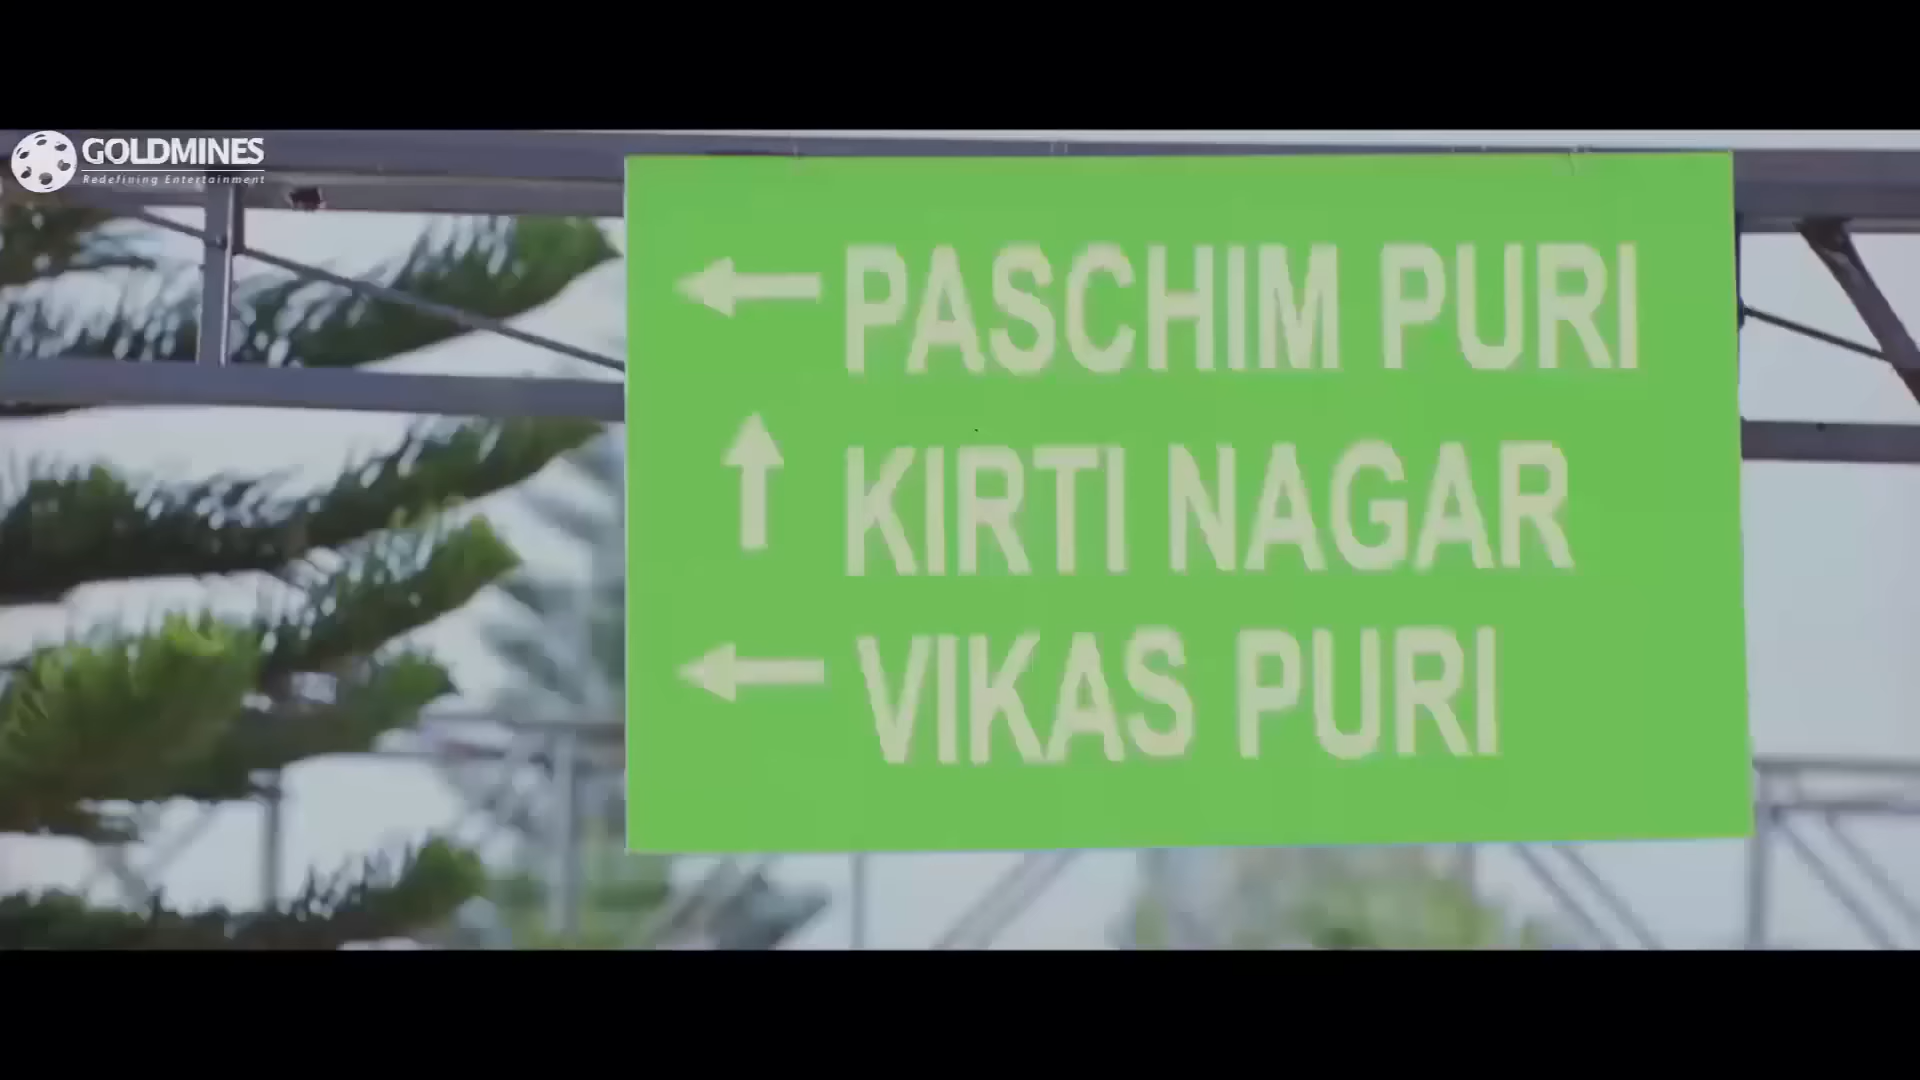 GOLDMINES
Redefining Entertainment
← PASCHIM PURI
↑ KIRTI NAGAR
← VIKAS PURI